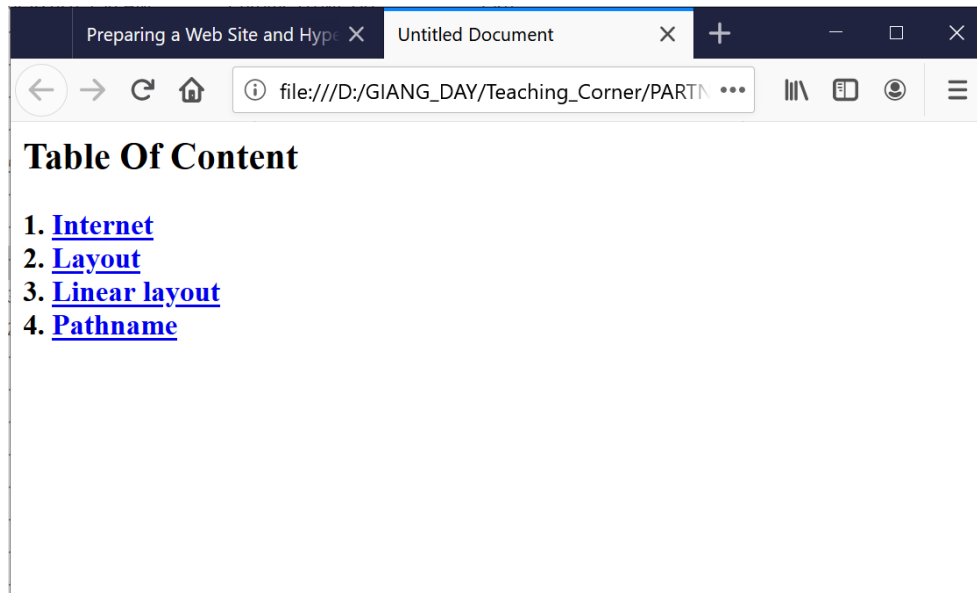 Preparing a Web Site and Hype
Untitled Document
file:///D:/GIANG_DAY/Teaching_Corner/PARTN
Table Of Content
1. Internet
2. Layout
3. Linear layout
4. Pathname